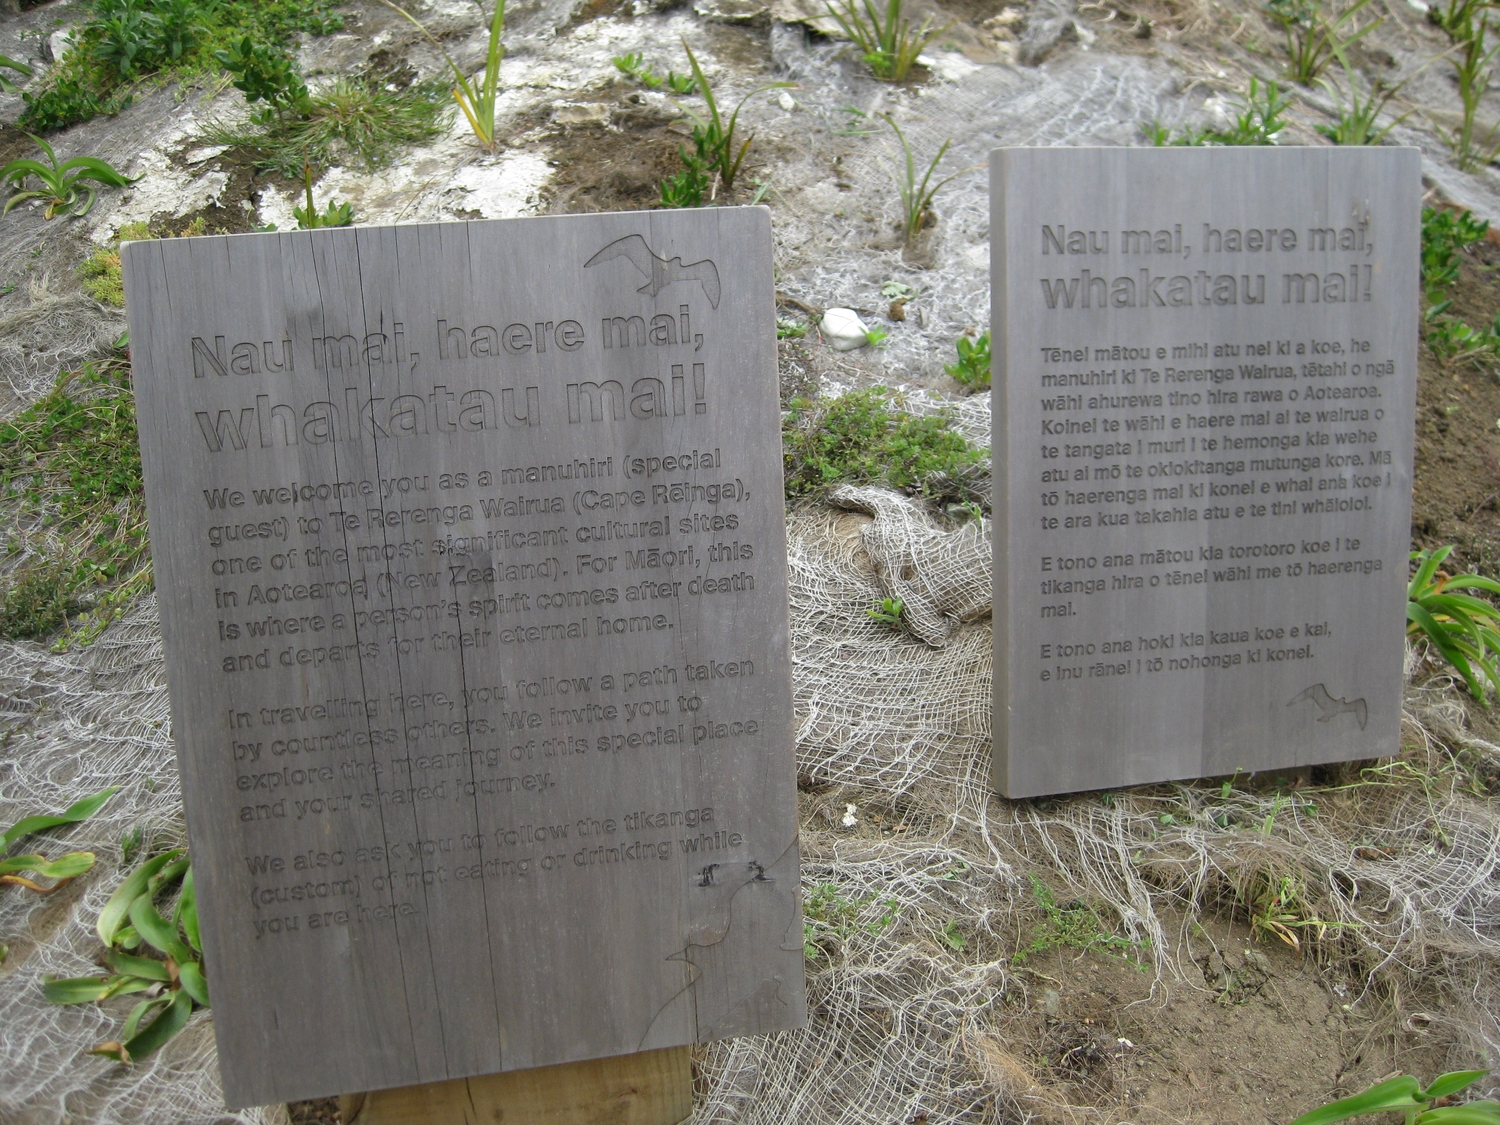 Nau mai, haere mai,
whakatau mai!
We welcome you as a manuhiri (special
guest) to Te Rerenga Wairua (Cape Rēinga),
one of the most significant cultural sites
in Aotearoa (New Zealand). For Māori, this
is where a person's spirit comes after death
and departs for their eternal home.
In travelling here, you follow a path taken
by countless others. We invite you to
explore the meaning of this special place
and your shared journey.
We also ask you to follow the tikanga
(custom) of not eating or drinking while
you are here.
Nau mai, haere mai,
whakatau mai!
Tēnei mātou e mihi atu nei ki a koe, he
manuhiri ki Te Rerenga Wairua, tētahi o ngā
wāhi ahurewa tino hira rawa o Aotearoa.
Koinei te wāhi e haere mai ai te wairua o
te tangata i muri i te hemonga kia wehe
atu ai mō te okiokitanga mutunga kore. Mā
tō haerenga mai ki konei e whai ana koe i
te ara kua takahia atu e te tini whāioio.
E tono ana mātou kia torotoro koe i te
tikanga hira o tēnei wāhi me tō haerenga
mai.
E tono ana hoki kia kaua koe e kai,
e inu rānei i tō nohonga ki konei.